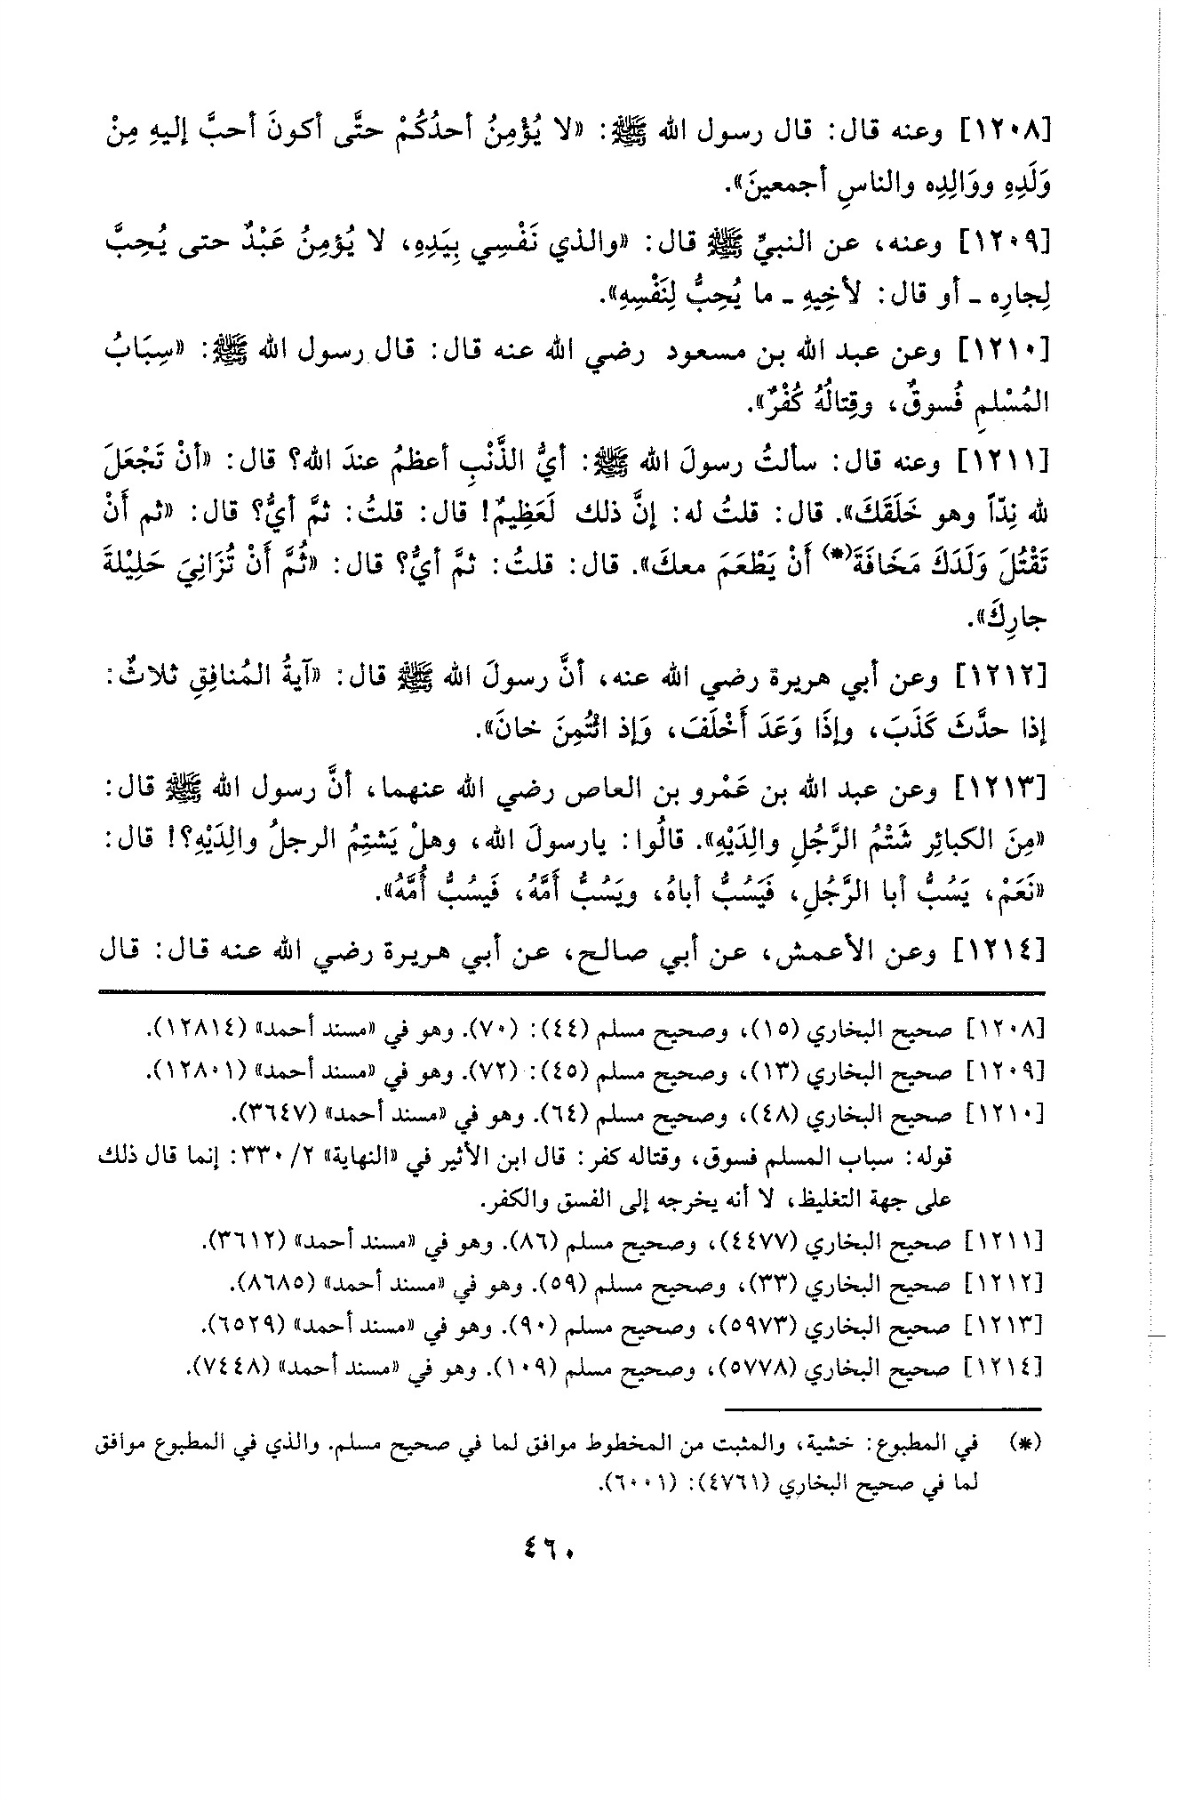 [١٢٠٨] وعنه قال: قال رسول الله ﷺ: «لا يُؤْمِنُ أحدُكُمْ حتَّى أكونَ أحبَّ إليهِ مِنْ
وَلَدِهِ ووَالِدِه والناسِ أجمعينَ».
[١٢٠٩] وعنه، عن النبيِّ ﷺ قال: «والذي نَفْسِي بِيَدِهِ، لا يُؤمِنُ عَبْدٌ حتى يُحِبَّ
لِجارِه ـ أو قال: لأخِيهِ ـ ما يُحِبُّ لِنَفْسِهِ».
[١٢١٠] وعن عبد الله بن مسعود رضي الله عنه قال: قال رسول الله ﷺ: «سِبَابُ
المُسْلمِ فُسوقٌ، وقِتالُهُ كُفْرٌ».
[١٢١١] وعنه قال: سألتُ رسولَ الله ﷺ: أيُّ الذَّنْبِ أعظمُ عندَ الله؟ قال: «أنْ تَجْعَلَ
لله نِدّاً وهو خَلَقَكَ». قال: قلتُ له: إنَّ ذلك لَعَظِيمٌ! قال: قلتُ: ثمَّ أيُّ؟ قال: «ثم أَنْ
تَقْتُلَ وَلَدَكَ مَخَافَةَ(*) أَنْ يَطْعَمَ معكَ». قال: قلتُ: ثمَّ أيُّ؟ قال: «ثُمَّ أَنْ تُزَانِيَ حَلِيْلةَ
جارِكَ».
[١٢١٢] وعن أبي هريرة رضي الله عنه، أنَّ رسولَ الله ﷺ قال: «آيةُ المُنافِقِ ثلاثٌ:
إذا حدَّثَ كَذَبَ، وإذَا وَعَدَ أَخْلَفَ، وَإذ ائْتُمِنَ خانَ».
[١٢١٣] وعن عبد الله بن عَمْرو بن العاص رضي الله عنهما، أنَّ رسول الله ﷺ قال:
«مِنَ الكبائِر شَتْمُ الرَّجُلِ والِدَيْهِ». قالُوا: يارسولَ الله، وهلْ يَشتِمُ الرجلُ والِدَيْهِ؟! قال:
«نَعَمْ، يَسُبُّ أبا الرَّجُلِ، فَيَسُبُّ أباهُ، ويَسُبُّ أَمَّهُ، فَيسُبُّ أُمَّهُ».
[١٢١٤] وعن الأعمش، عن أبي صالح، عن أبي هريرة رضي الله عنه قال: قال
[١٢٠٨] صحيح البخاري (١٥)، وصحيح مسلم (٤٤): (٧٠). وهو في «مسند أحمد» (١٢٨١٤).
[١٢٠٩] صحيح البخاري (١٣)، وصحيح مسلم (٤٥): (٧٢). وهو في «مسند أحمد» (١٢٨٠١).
[١٢١٠] صحيح البخاري (٤٨)، وصحيح مسلم (٦٤). وهو في «مسند أحمد» (٣٦٤٧).
قوله: سباب المسلم فسوق، وقتاله كفر: قال ابن الأثير في «النهاية» ٣٣٠/٢: إنما قال ذلك
على جهة التغليظ، لا أنه يخرجه إلى الفسق والكفر.
[١٢١١] صحيح البخاري (٤٤٧٧)، وصحيح مسلم (٨٦). وهو في «مسند أحمد» (٣٦١٢).
[١٢١٢] صحيح البخاري (٣٣)، وصحيح مسلم (٥٩). وهو في «مسند أحمد» (٨٦٨٥).
[١٢١٣] صحيح البخاري (٥٩٧٣)، وصحيح مسلم (٩٠). وهو في «مسند أحمد» (٦٥٢٩).
[١٢١٤] صحيح البخاري (٥٧٧٨)، وصحيح مسلم (١٠٩). وهو في «مسند أحمد» (٧٤٤٨).
(*) في المطبوع: خشية، والمثبت من المخطوط موافق لما في صحيح مسلم. والذي في المطبوع موافق
لما في صحيح البخاري (٤٧٦١): (٦٠٠١).
٤٦٠